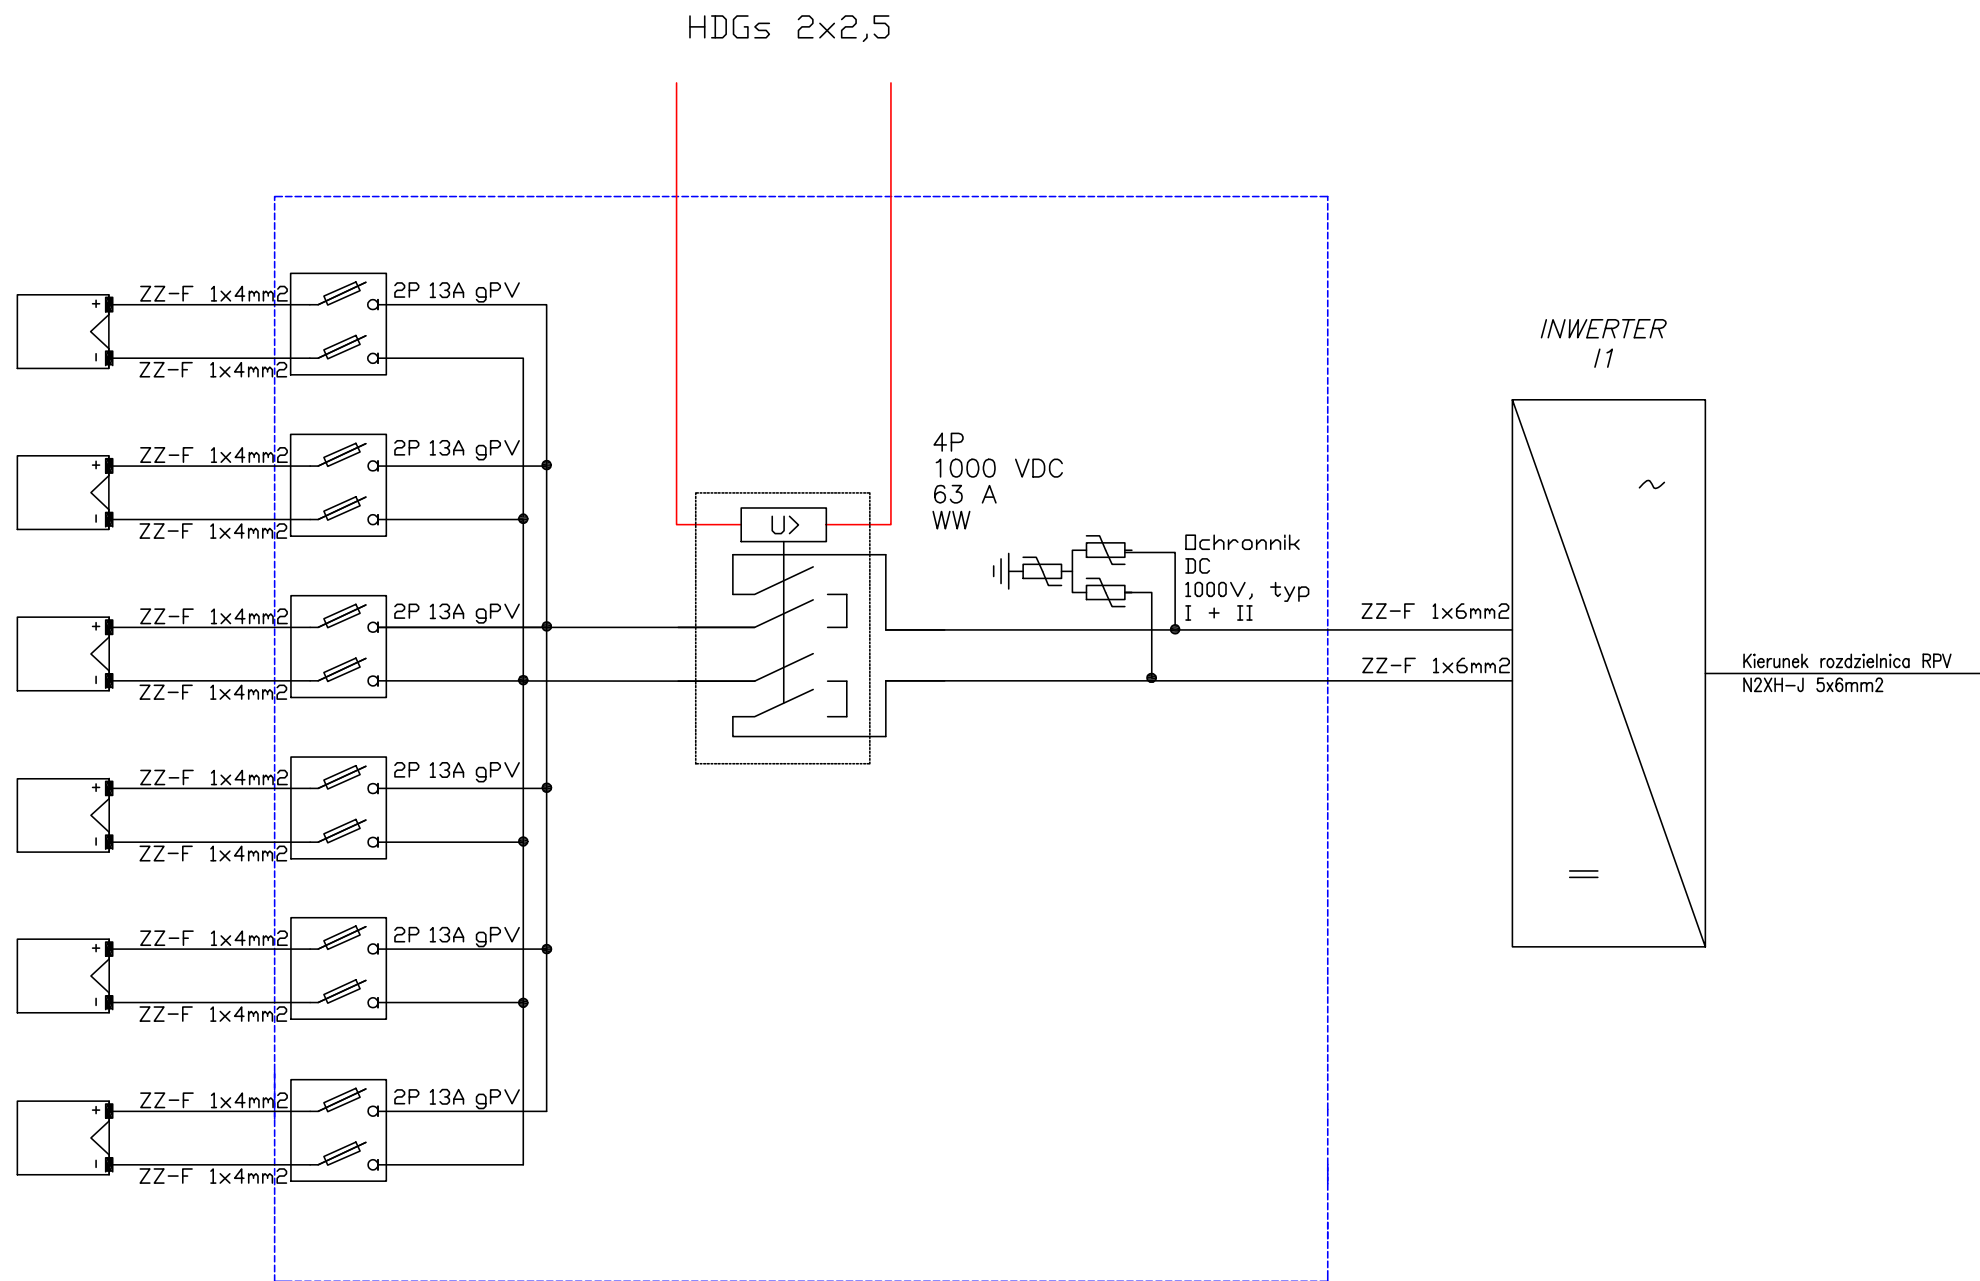 HDGs 2x2,5
ZZ-F 1x4mm2
2P 13A gPV
+
-
ZZ-F 1x4mm2
INWERTER
I1
ZZ-F 1x4mm2
2P 13A gPV
+
-
ZZ-F 1x4mm2
4P
1000 VDC
63 A
WW
U>
~
Ochronnik
DC
1000V, typ
I + II
ZZ-F 1x4mm2
2P 13A gPV
+
-
ZZ-F 1x4mm2
ZZ-F 1x6mm2
ZZ-F 1x6mm2
Kierunek rozdzielnica RPV
N2XH-J 5x6mm2
ZZ-F 1x4mm2
2P 13A gPV
+
-
ZZ-F 1x4mm2
=
ZZ-F 1x4mm2
2P 13A gPV
+
-
ZZ-F 1x4mm2
ZZ-F 1x4mm2
2P 13A gPV
+
-
ZZ-F 1x4mm2